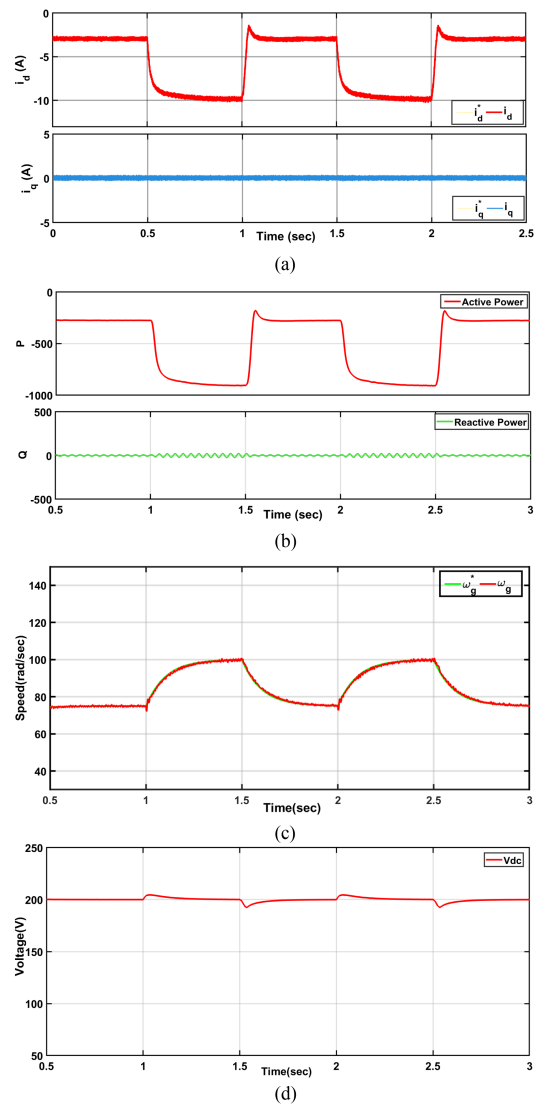 0
-5
-10
i_d (A)
i_d^* i_d
5
0
-5
i_q (A)
i_q^* i_q
0 0.5 1 1.5 2 2.5
Time (sec)
(a)
0
-500
-1000
P
Active Power
500
0
-500
Q
Reactive Power
0.5 1 1.5 2 2.5 3
Time (sec)
(b)
140
120
100
80
60
40
Speed(rad/sec)
ω_g^* ω_g
0.5 1 1.5 2 2.5 3
Time(sec)
(c)
250
200
150
100
50
Voltage(V)
Vdc
0.5 1 1.5 2 2.5 3
Time(sec)
(d)